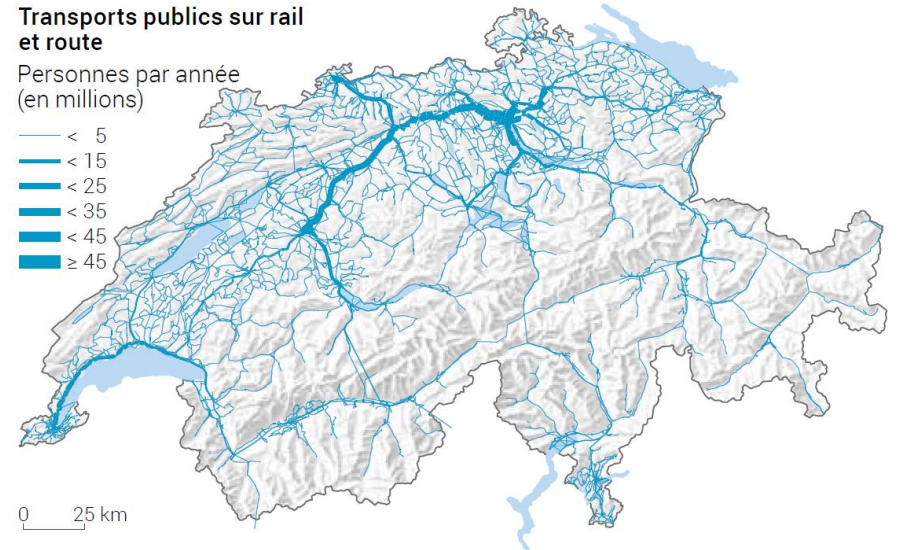 Transports publics sur rail
et route
Personnes par année
(en millions)
< 5
< 15
< 25
< 35
< 45
≥ 45
0 25 km